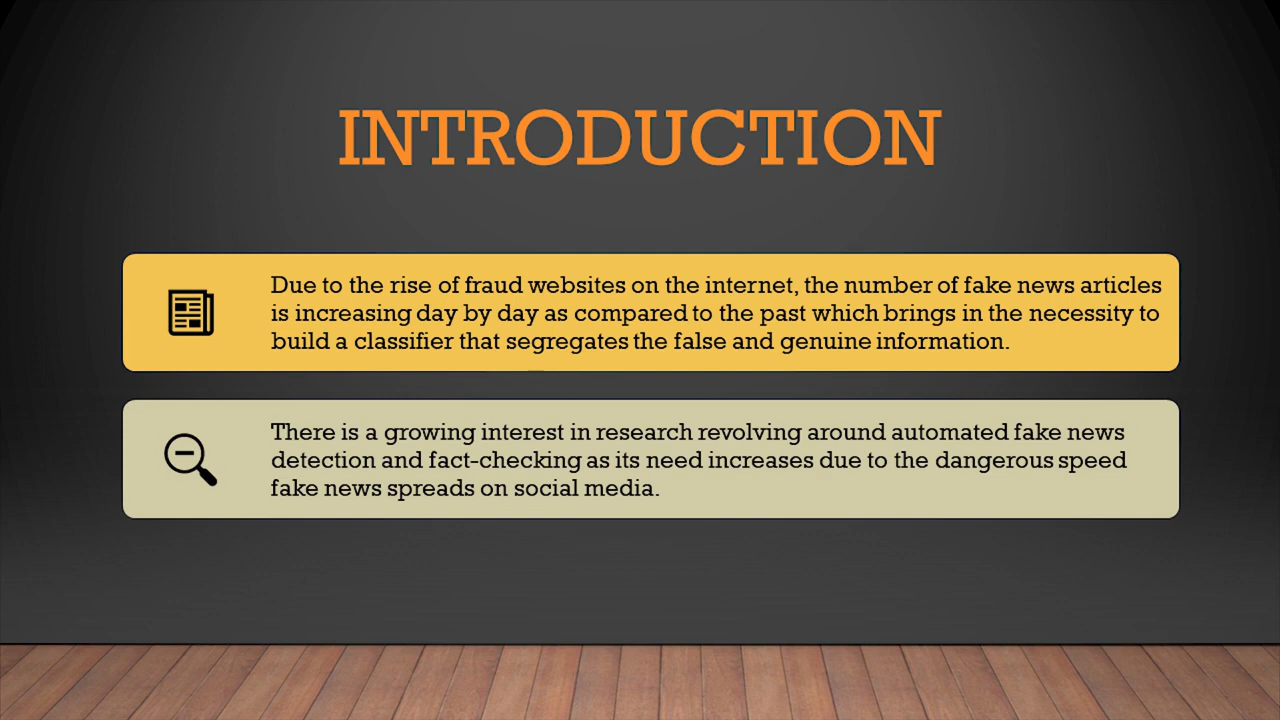 INTRODUCTION
Due to the rise of fraud websites on the internet, the number of fake news articles
is increasing day by day as compared to the past which brings in the necessity to
build a classifier that segregates the false and genuine information.
There is a growing interest in research revolving around automated fake news
detection and fact-checking as its need increases due to the dangerous speed
fake news spreads on social media.